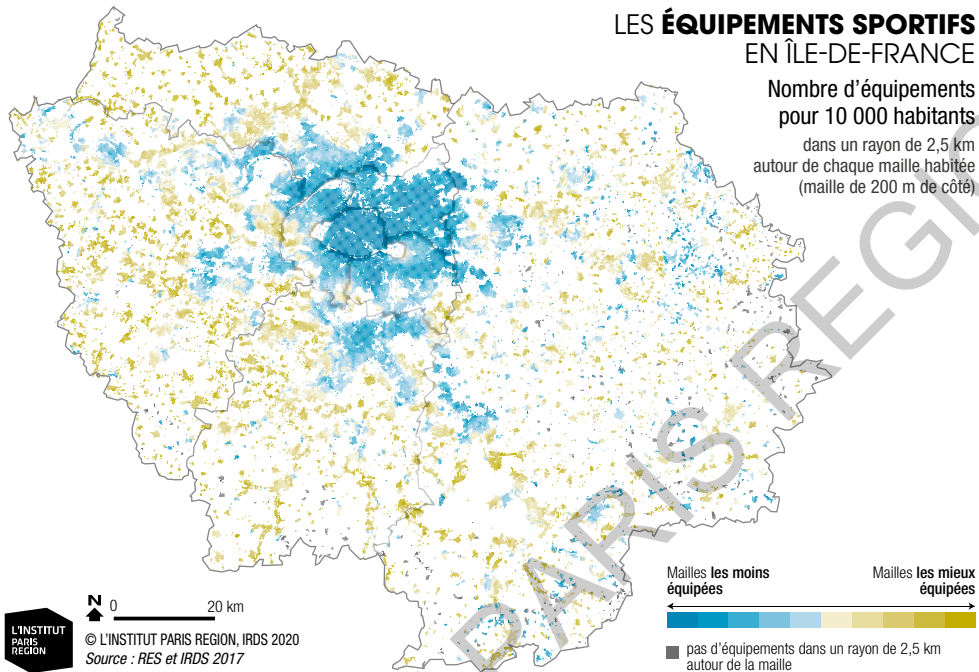 LES ÉQUIPEMENTS SPORTIFS
EN ÎLE-DE-FRANCE
Nombre d'équipements
pour 10 000 habitants
dans un rayon de 2,5 km
autour de chaque maille habitée
(maille de 200 m de côté)
PARIS REGI
Mailles les moins
équipées
Mailles les mieux
équipées
pas d'équipements dans un rayon de 2,5 km
autour de la maille
N
0 20 km
L'INSTITUT
PARIS
REGION
© L'INSTITUT PARIS REGION, IRDS 2020
Source : RES et IRDS 2017